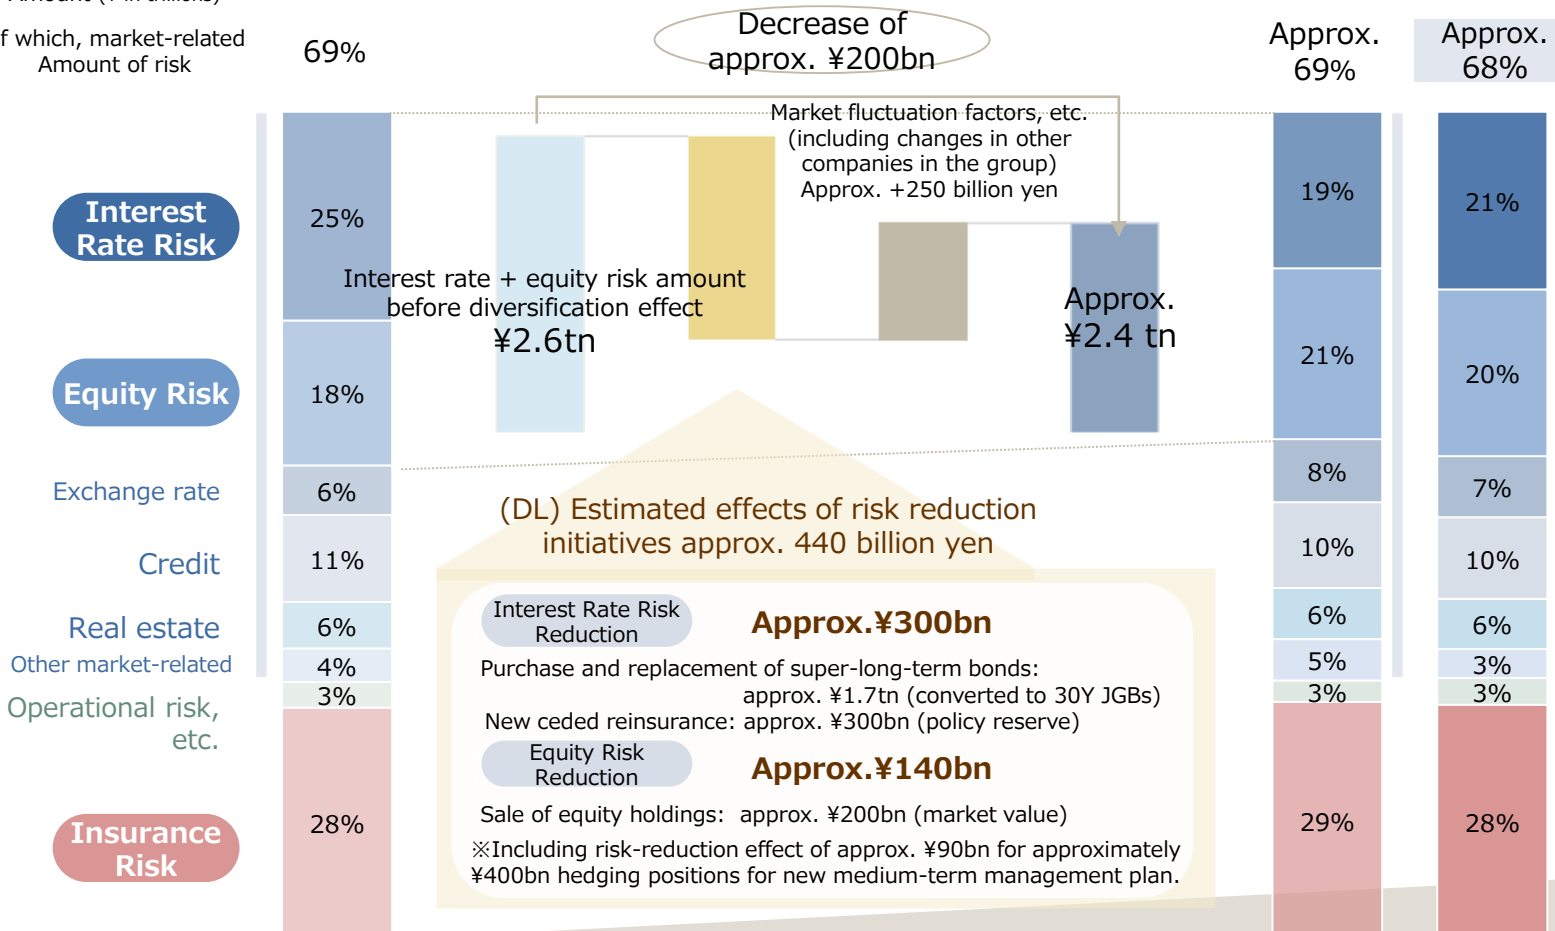 of which, market-related
Amount of risk
69%
Decrease of
approx. ¥200bn
Approx.
69%
Approx.
68%
Market fluctuation factors, etc.
(including changes in other
companies in the group)
Approx. +250 billion yen
Interest
Rate Risk
25%
19%
21%
Interest rate + equity risk amount
before diversification effect
¥2.6tn
Approx.
¥2.4 tn
Equity Risk
18%
21%
20%
Exchange rate
6%
8%
7%
(DL) Estimated effects of risk reduction
initiatives approx. 440 billion yen
Credit
11%
10%
10%
Real estate
6%
6%
6%
Other market-related
4%
5%
3%
Operational risk,
etc.
3%
3%
3%
Interest Rate Risk
Reduction
Approx.¥300bn
Purchase and replacement of super-long-term bonds:
approx. ¥1.7tn (converted to 30Y JGBs)
New ceded reinsurance: approx. ¥300bn (policy reserve)
Equity Risk
Reduction
Approx.¥140bn
Sale of equity holdings: approx. ¥200bn (market value)
※Including risk-reduction effect of approx. ¥90bn for approximately
¥400bn hedging positions for new medium-term management plan.
Insurance
Risk
28%
29%
28%